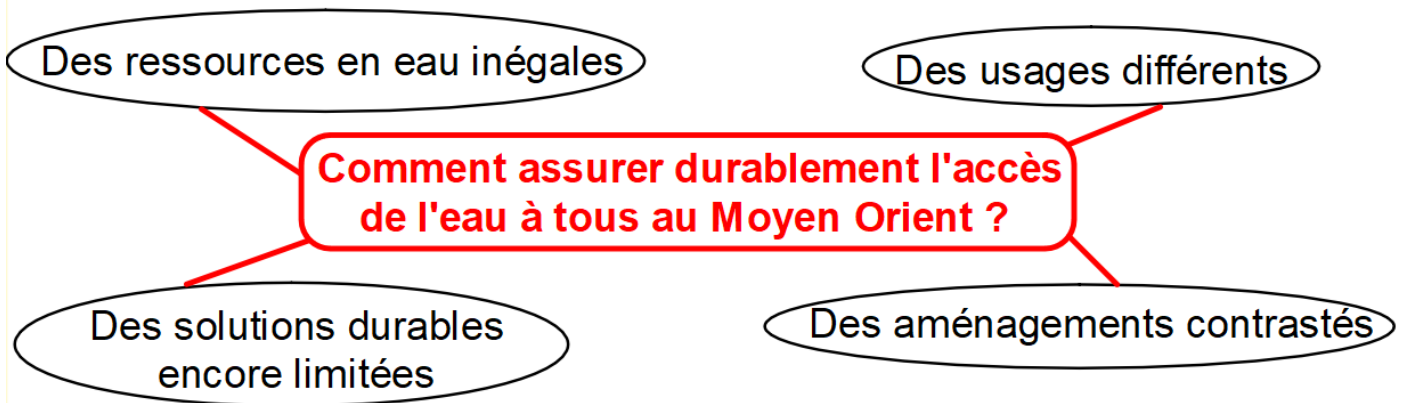 Des ressources en eau inégales
Des usages différents
Comment assurer durablement l'accès
de l'eau à tous au Moyen Orient ?
Des solutions durables
encore limitées
Des aménagements contrastés